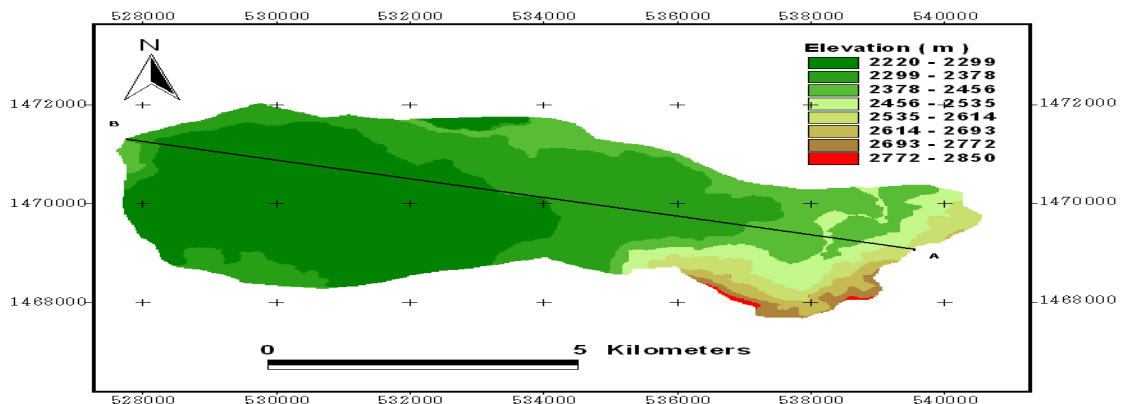 528000 530000 532000 534000 536000 538000 540000
N
Elevation ( m )
2220 - 2299
2299 - 2378
2378 - 2456
2456 - 2535
2535 - 2614
2614 - 2693
2693 - 2772
2772 - 2850
1472000 1472000
B
1470000 1470000
A
1468000 1468000
0 5 Kilometers
528000 530000 532000 534000 536000 538000 540000